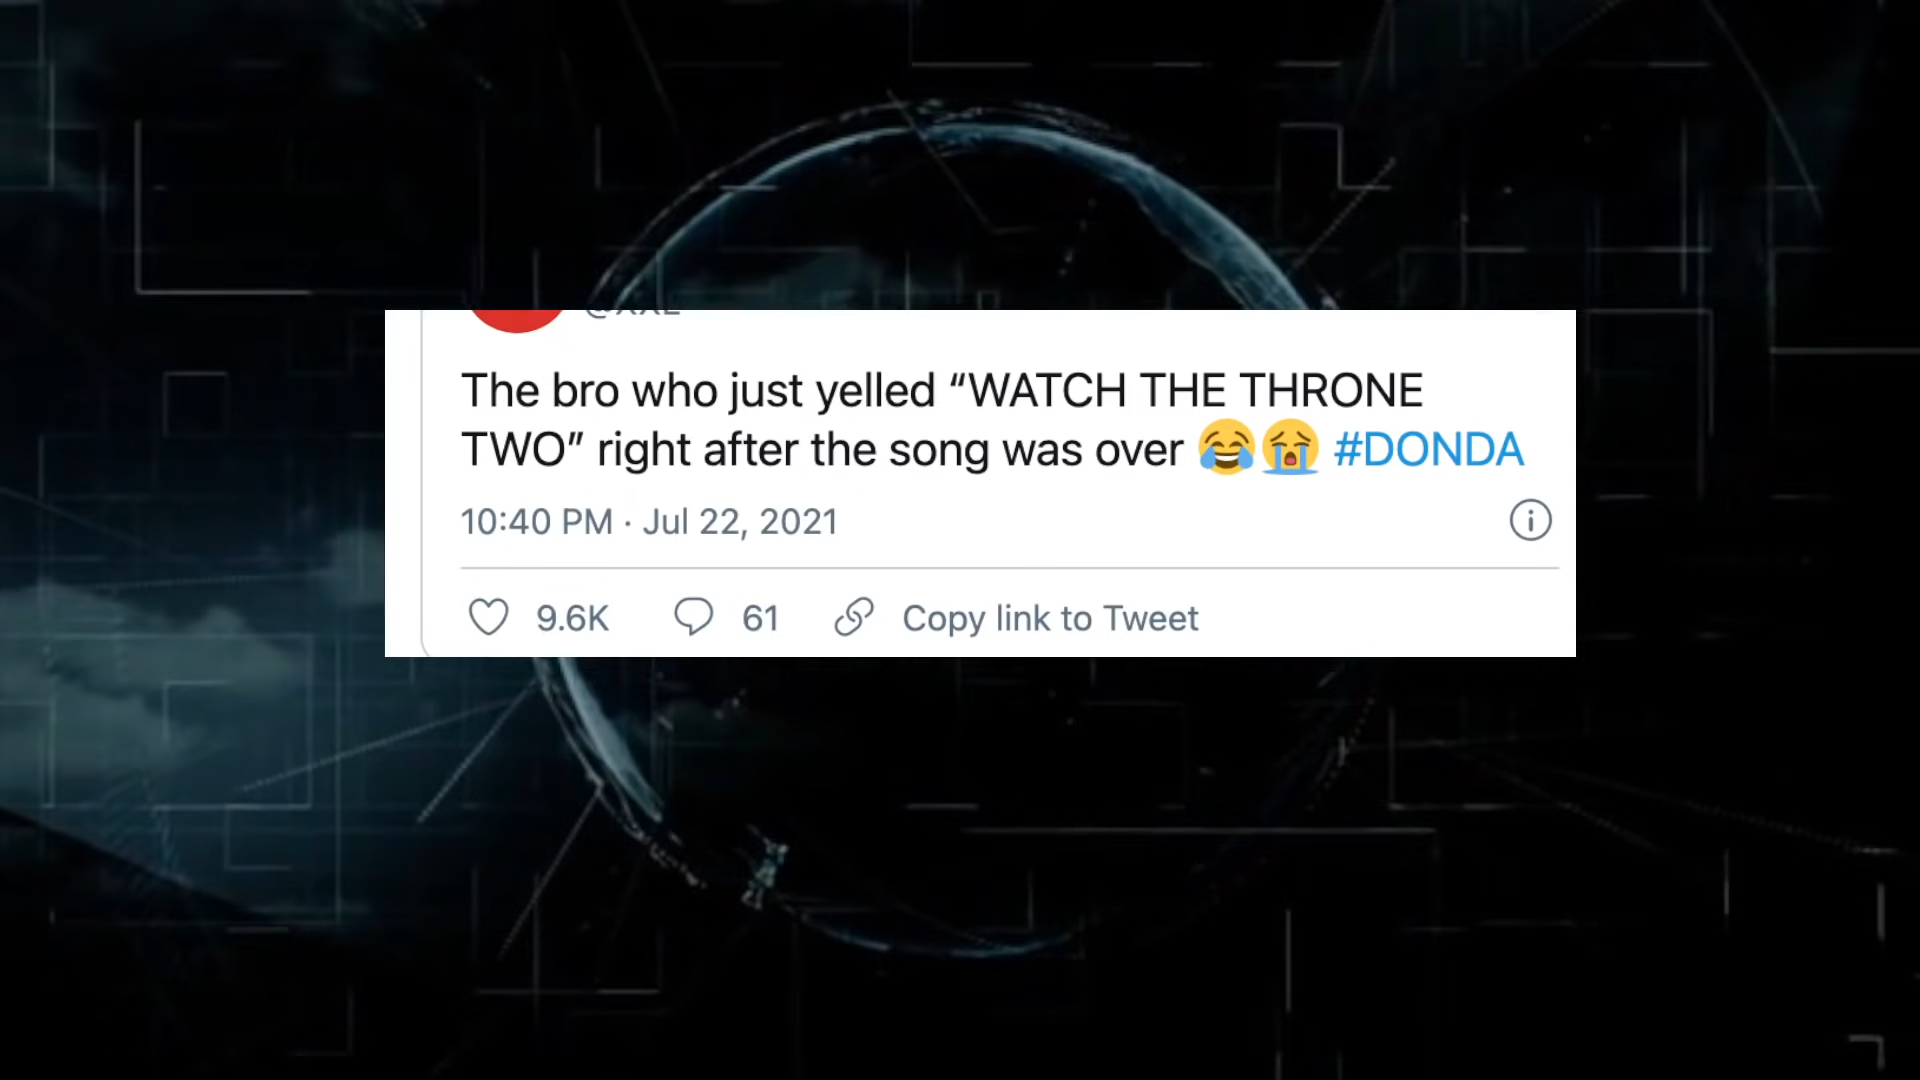 @XXL
The bro who just yelled “WATCH THE THRONE
TWO” right after the song was over 😂😭 #DONDA
10:40 PM · Jul 22, 2021
9.6K 61 Copy link to Tweet